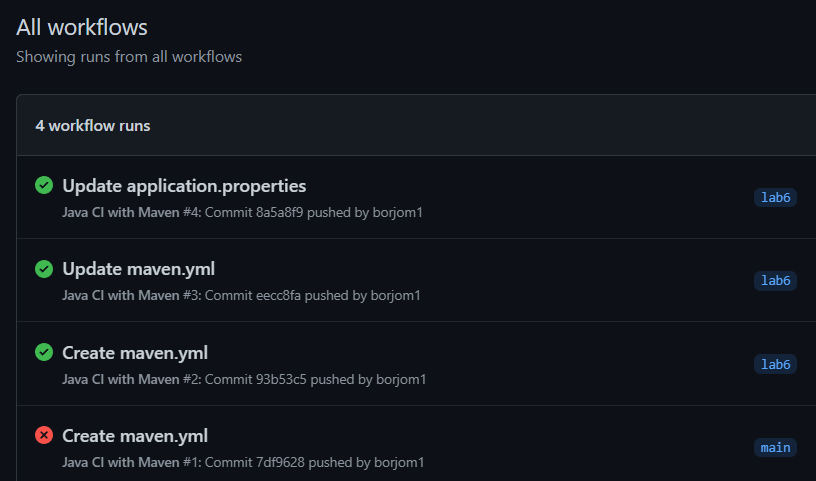 All workflows
Showing runs from all workflows
4 workflow runs
Update application.properties
Java CI with Maven #4: Commit 8a5a8f9 pushed by borjom1
lab6
Update maven.yml
Java CI with Maven #3: Commit eecc8fa pushed by borjom1
lab6
Create maven.yml
Java CI with Maven #2: Commit 93b53c5 pushed by borjom1
lab6
Create maven.yml
Java CI with Maven #1: Commit 7df9628 pushed by borjom1
main